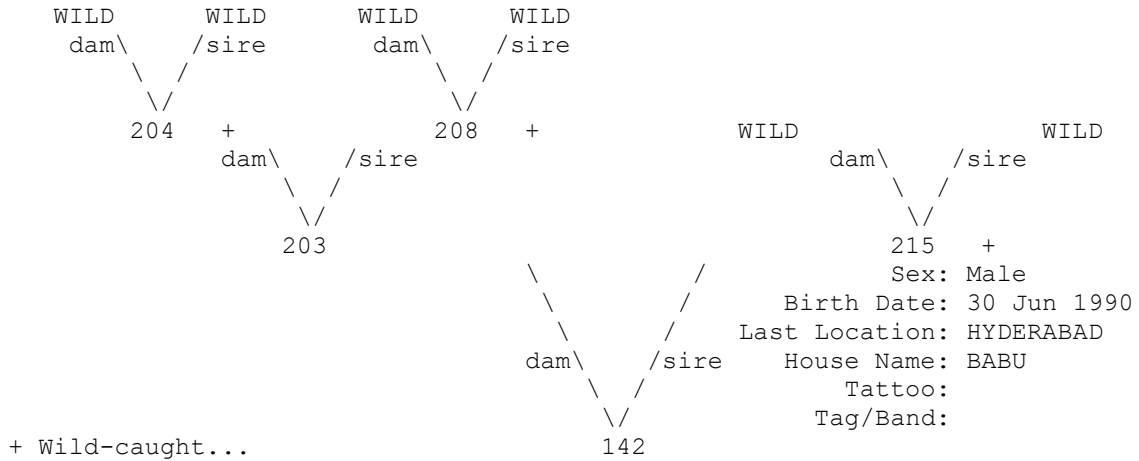 WILD WILD WILD WILD
dam\ /sire dam\ /sire
\ / \ /
\/ \/
204 + 208 + WILD WILD
dam\ /sire dam\ /sire
\ / \ /
\/ \/
203 215 +
\ / Sex: Male
\ / Birth Date: 30 Jun 1990
\ / Last Location: HYDERABAD
dam\ /sire House Name: BABU
\ / Tattoo:
\/ Tag/Band:
+ Wild-caught... 142